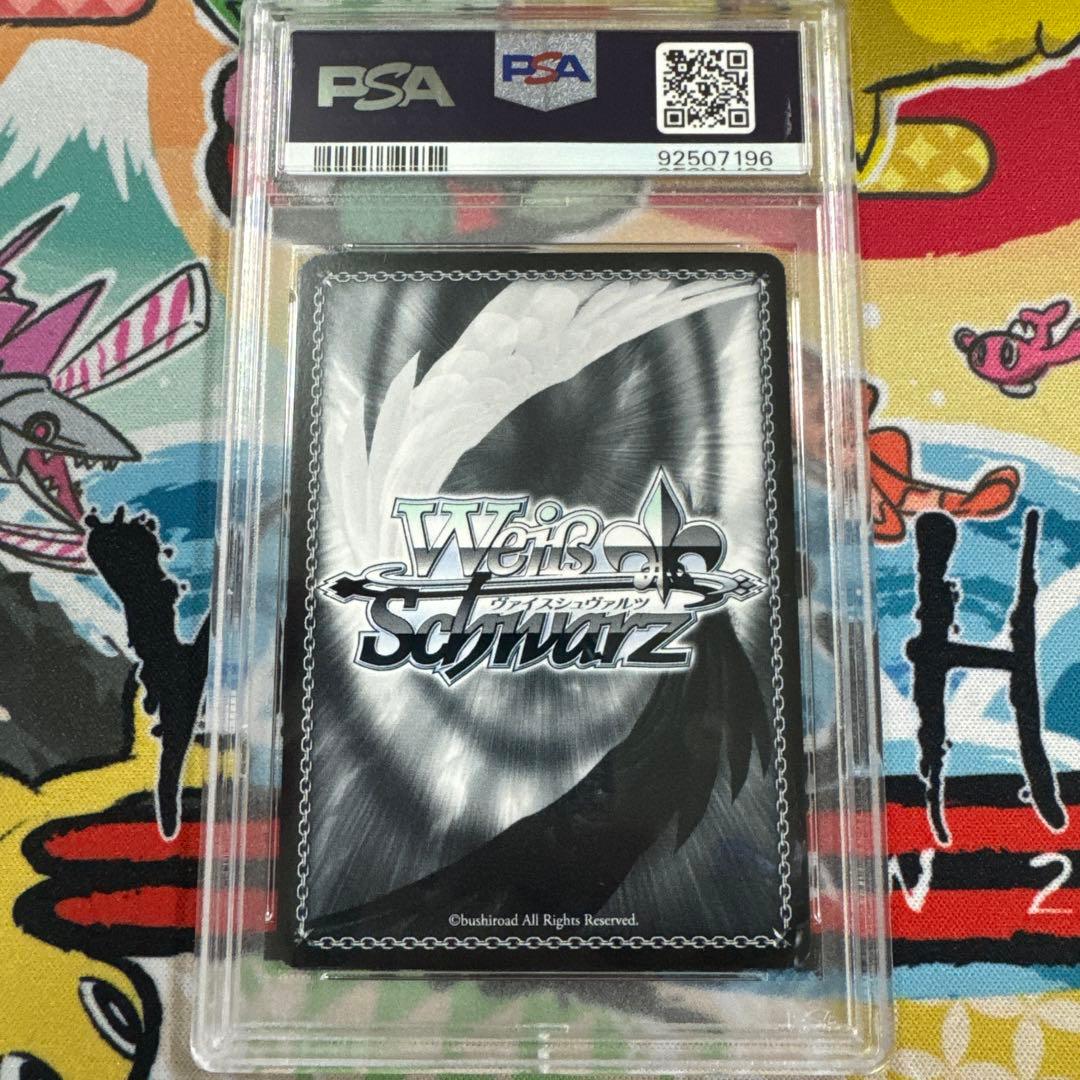 PSA
PSA
92507196
Weiß
ヴァイスシュヴァルツ
Schwarz
©bushiroad All Rights Reserved.
H
N 2